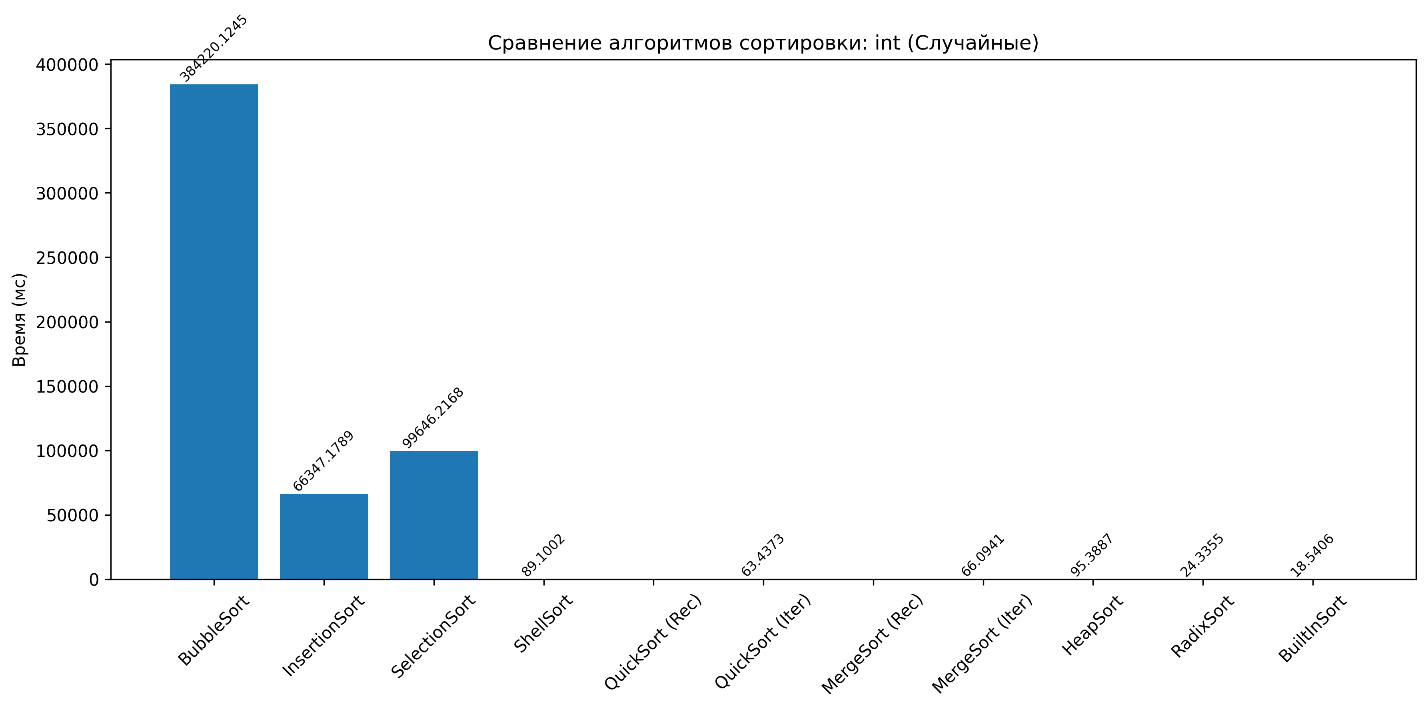 Сравнение алгоритмов сортировки: int (Случайные)
Время (мс)
400000
350000
300000
250000
200000
150000
100000
50000
0
384220.1245
66347.1789
99646.2168
89.1002
63.4373
66.0941
95.3887
24.3355
18.5406
BubbleSort
InsertionSort
SelectionSort
ShellSort
QuickSort (Rec)
QuickSort (Iter)
MergeSort (Rec)
MergeSort (Iter)
HeapSort
RadixSort
BuiltInSort